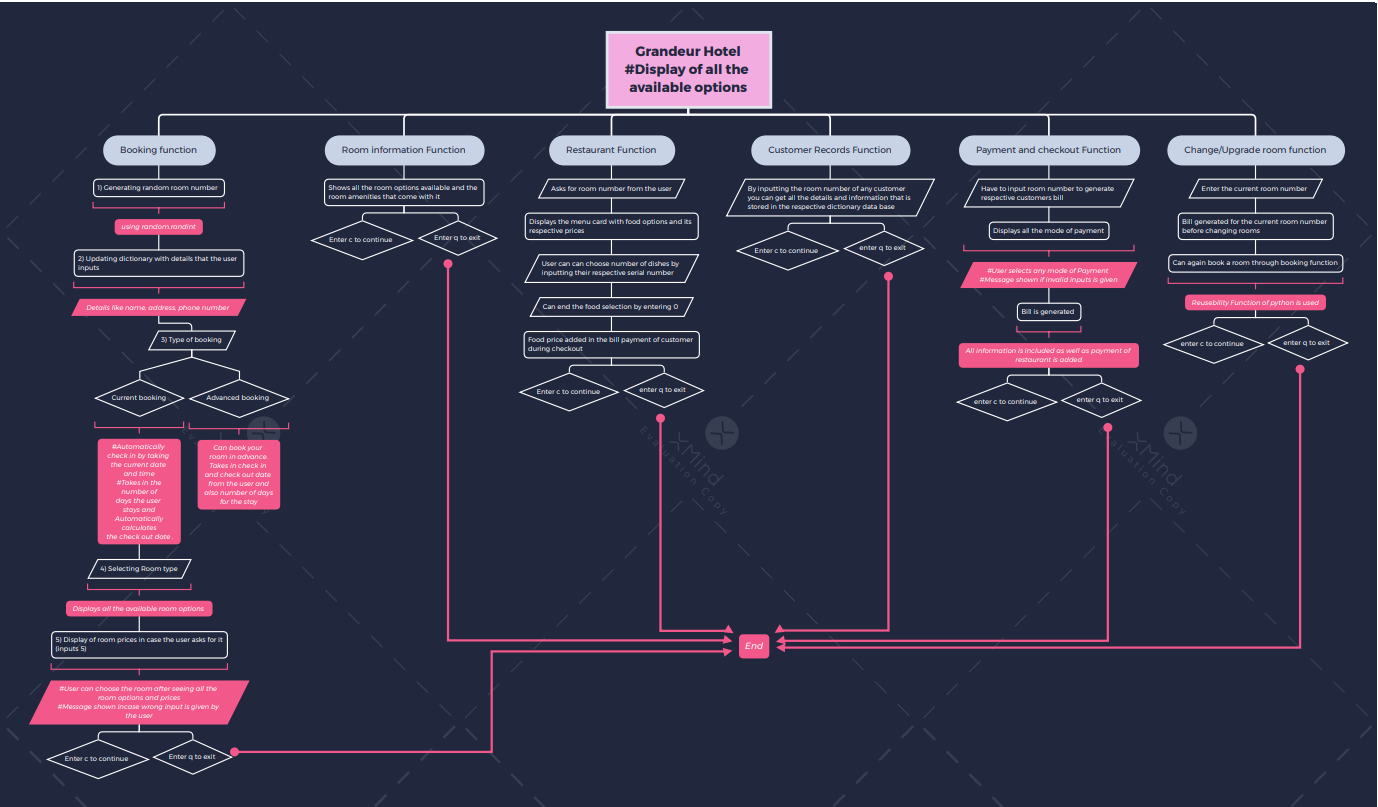 Grandeur Hotel
#Display of all the
available options
Booking function
1) Generating random room number
using random.randint
2) Updating dictionary with details that the user
inputs
Details like name, address, phone number
3) Type of booking
Current booking
Advanced booking
#Automatically
check in by taking
the current date
and time
#Takes in the
number of
days the user
stays and
Automatically
calculates
the check out date .
Can book your
room in advance.
Takes in check in
and check out date
from the user and
also number of days
for the stay
4) Selecting Room type
Displays all the available room options
5) Display of room prices in case the user asks for it
(inputs 5)
#User can choose the room after seeing all the
room options and prices
#Message shown incase wrong input is given by
the user
Enter c to continue
Enter q to exit
Room information Function
Shows all the room options available and the
room amenities that come with it
Enter c to continue
Enter q to exit
Restaurant Function
Asks for room number from the user
Displays the menu card with food options and its
respective prices
User can can choose number of dishes by
inputting their respective serial number
Can end the food selection by entering 0
Food price added in the bill payment of customer
during checkout
Enter c to continue
enter q to exit
Customer Records Function
By inputting the room number of any customer
you can get all the details and information that is
stored in the respective dictionary data base
Enter c to continue
enter q to exit
Payment and checkout Function
Have to input room number to generate
respective customers bill
Displays all the mode of payment
#User selects any mode of Payment
#Message shown if invalid inputs is given
Bill is generated
All information is included as well as payment of
restaurant is added
enter c to continue
enter q to exit
Change/Upgrade room function
Enter the current room number
Bill generated for the current room number
before changing rooms
Can again book a room through booking function
Reusebility Function of python is used
enter c to continue
enter q to exit
End
XMind
Evaluation Copy
XMind
Evaluation Copy